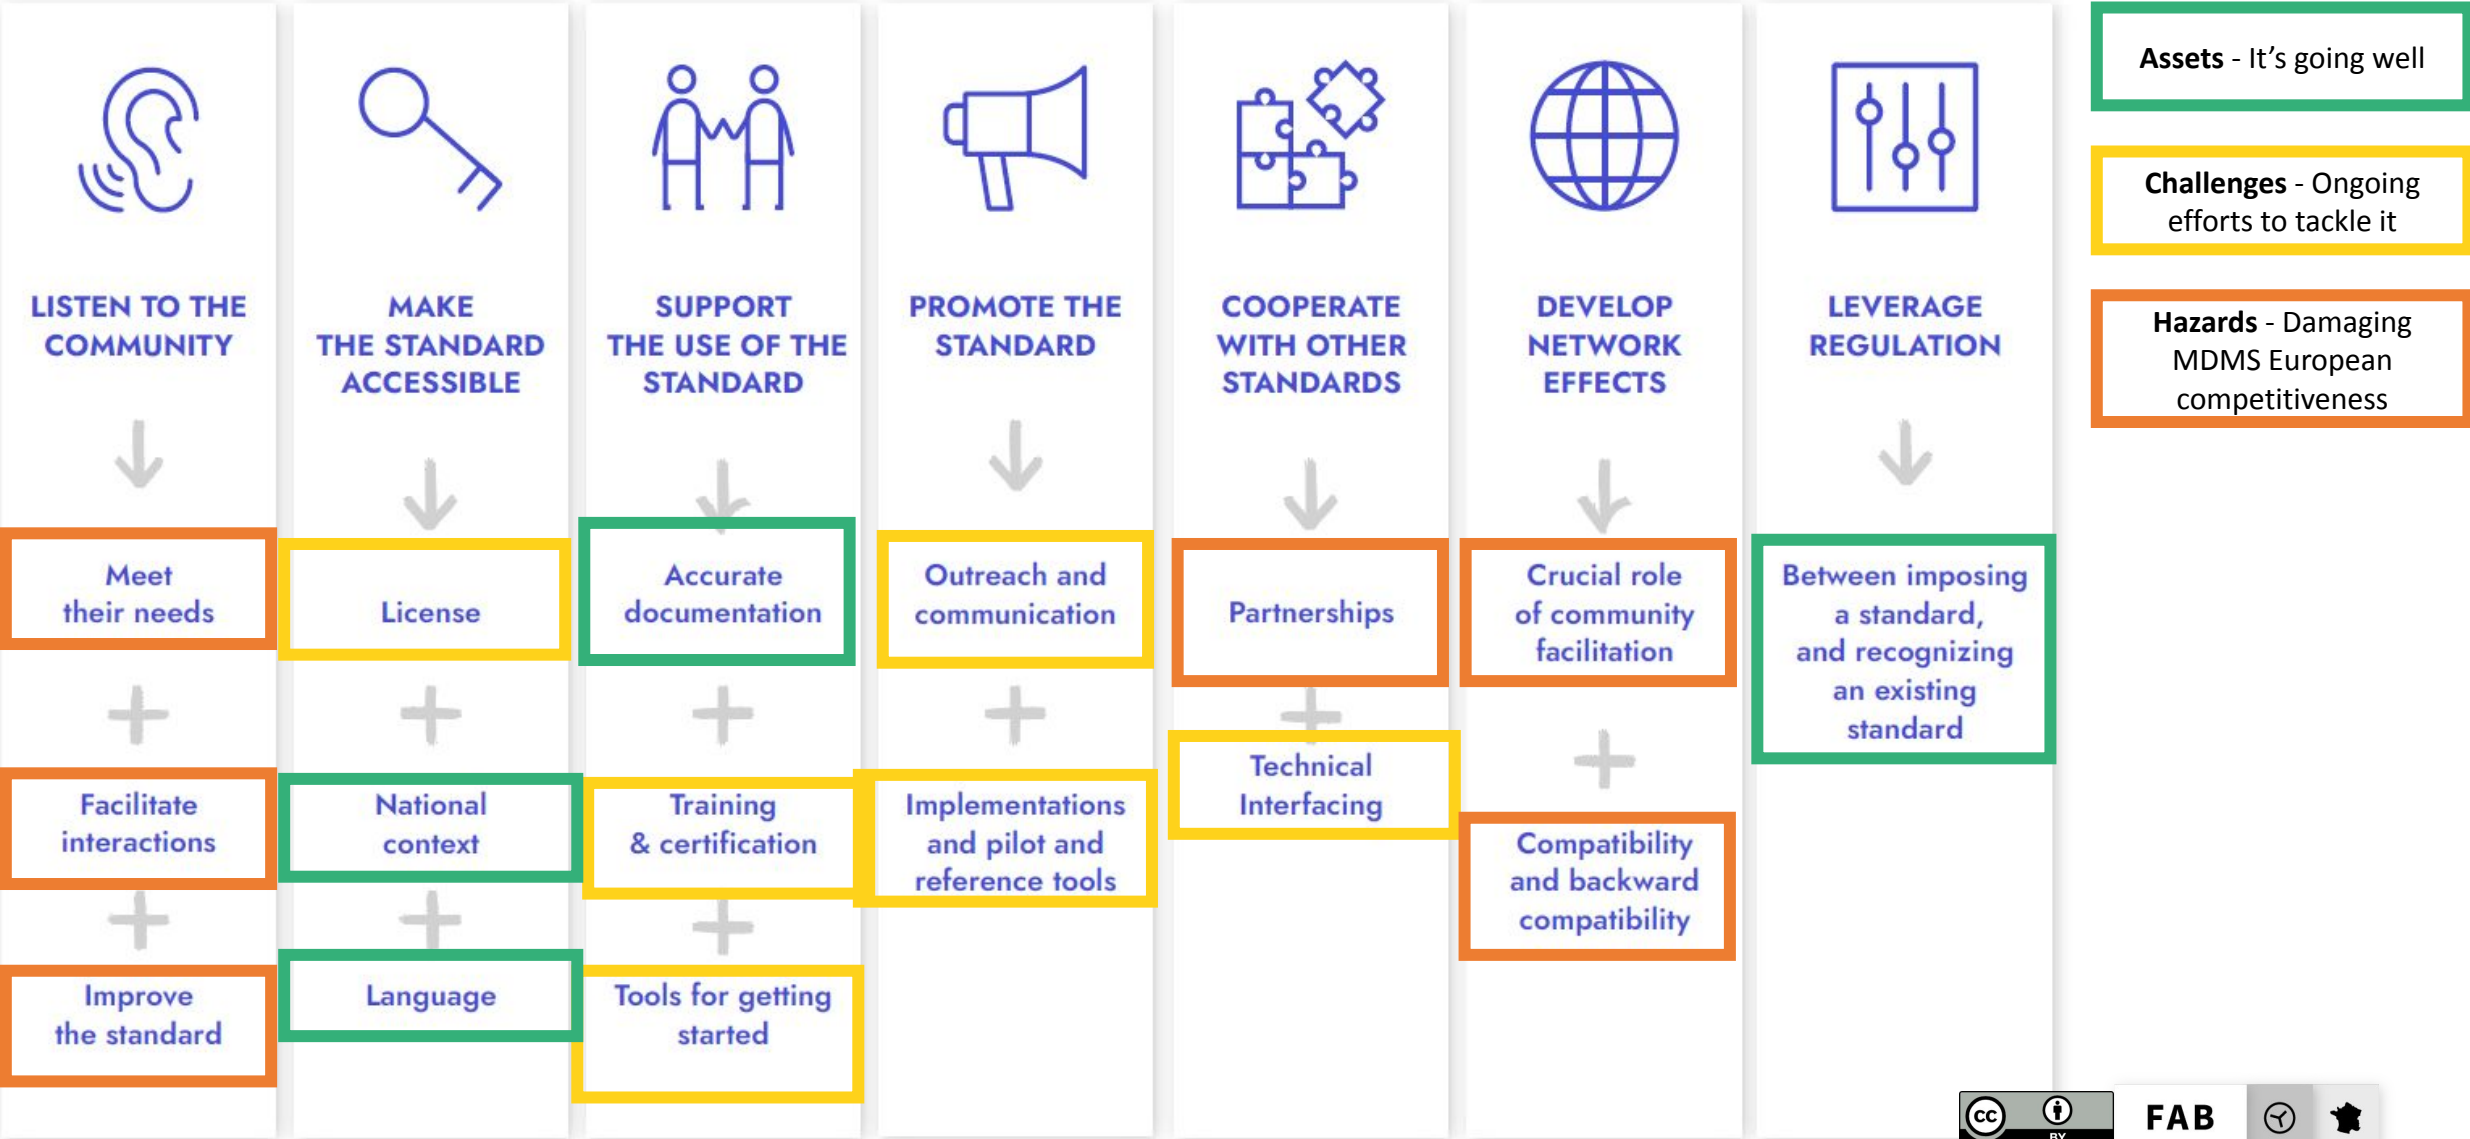 LISTEN TO THE
COMMUNITY
Meet
their needs
Facilitate
interactions
Improve
the standard
MAKE
THE STANDARD
ACCESSIBLE
License
National
context
Language
SUPPORT
THE USE OF THE
STANDARD
Accurate
documentation
Training
& certification
Tools for getting
started
PROMOTE THE
STANDARD
Outreach and
communication
Implementations
and pilot and
reference tools
COOPERATE
WITH OTHER
STANDARDS
Partnerships
Technical
Interfacing
DEVELOP
NETWORK
EFFECTS
Crucial role
of community
facilitation
Compatibility
and backward
compatibility
LEVERAGE
REGULATION
Between imposing
a standard,
and recognizing
an existing
standard
Assets - It's going well
Challenges - Ongoing
efforts to tackle it
Hazards - Damaging
MDMS European
competitiveness
cc
BY
FAB